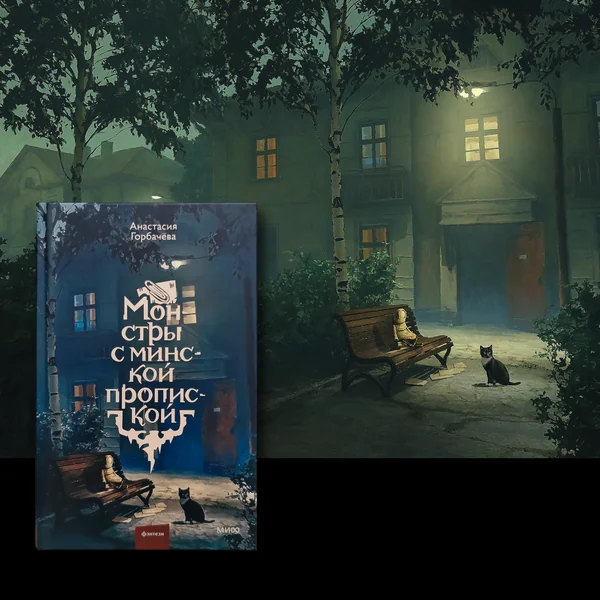 Анастасия
Горбачёва
Мон-
стры
с минс-
кой
пропис-
кой
фэнтези
МИФ